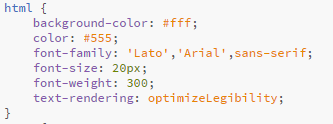 html {
    background-color: #fff;
    color: #555;
    font-family: 'Lato','Arial',sans-serif;
    font-size: 20px;
    font-weight: 300;
    text-rendering: optimizeLegibility;
}